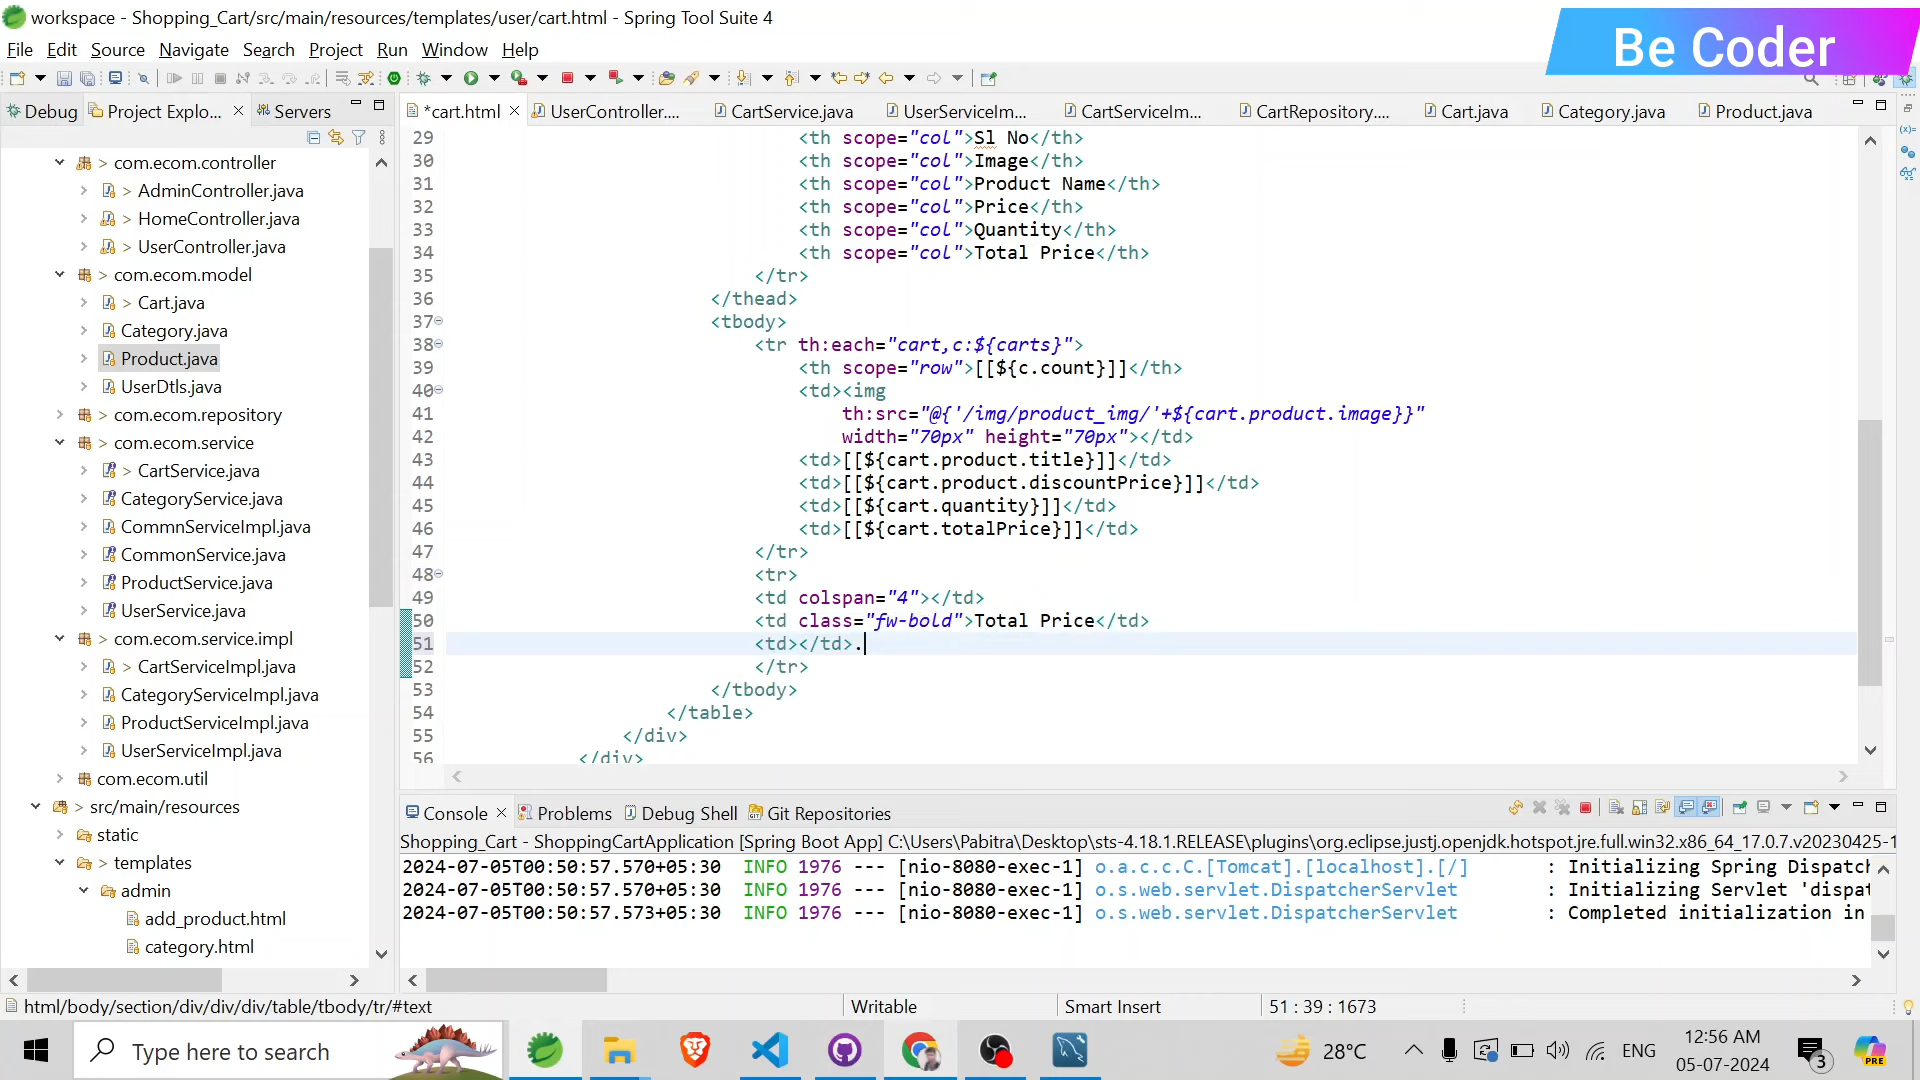 workspace - Shopping_Cart/src/main/resources/templates/user/cart.html - Spring Tool Suite 4
File Edit Source Navigate Search Project Run Window Help
Be Coder
Debug Project Explo... Servers
*cart.html UserController.... CartService.java UserServiceIm... CartServiceIm... CartRepository.... Cart.java Category.java Product.java
com.ecom.controller
AdminController.java
HomeController.java
UserController.java
com.ecom.model
Cart.java
Category.java
Product.java
UserDtls.java
com.ecom.repository
com.ecom.service
CartService.java
CategoryService.java
CommnServiceImpl.java
CommonService.java
ProductService.java
UserService.java
com.ecom.service.impl
CartServiceImpl.java
CategoryServiceImpl.java
ProductServiceImpl.java
UserServiceImpl.java
com.ecom.util
src/main/resources
static
templates
admin
add_product.html
category.html
29 <th scope="col">Sl No</th>
30 <th scope="col">Image</th>
31 <th scope="col">Product Name</th>
32 <th scope="col">Price</th>
33 <th scope="col">Quantity</th>
34 <th scope="col">Total Price</th>
35 </tr>
36 </thead>
37 <tbody>
38 <tr th:each="cart,c:${carts}">
39 <th scope="row">[[${c.count}]]</th>
40 <td><img
41 th:src="@{'/img/product_img/'+${cart.product.image}}"
42 width="70px" height="70px"></td>
43 <td>[[${cart.product.title}]]</td>
44 <td>[[${cart.product.discountPrice}]]</td>
45 <td>[[${cart.quantity}]]</td>
46 <td>[[${cart.totalPrice}]]</td>
47 </tr>
48 <tr>
49 <td colspan="4"></td>
50 <td class="fw-bold">Total Price</td>
51 <td></td>.
52 </tr>
53 </tbody>
54 </table>
55 </div>
56 </div>
Console Problems Debug Shell Git Repositories
Shopping_Cart - ShoppingCartApplication [Spring Boot App] C:\Users\Pabitra\Desktop\sts-4.18.1.RELEASE\plugins\org.eclipse.justj.openjdk.hotspot.jre.full.win32.x86_64_17.0.7.v20230425-1
2024-07-05T00:50:57.570+05:30 INFO 1976 --- [nio-8080-exec-1] o.a.c.c.C.[Tomcat].[localhost].[/] : Initializing Spring Dispatch
2024-07-05T00:50:57.570+05:30 INFO 1976 --- [nio-8080-exec-1] o.s.web.servlet.DispatcherServlet : Initializing Servlet 'dispat
2024-07-05T00:50:57.573+05:30 INFO 1976 --- [nio-8080-exec-1] o.s.web.servlet.DispatcherServlet : Completed initialization in
html/body/section/div/div/div/table/tbody/tr/#text Writable Smart Insert 51 : 39 : 1673
Type here to search
28°C ENG
12:56 AM
05-07-2024
3
PRE